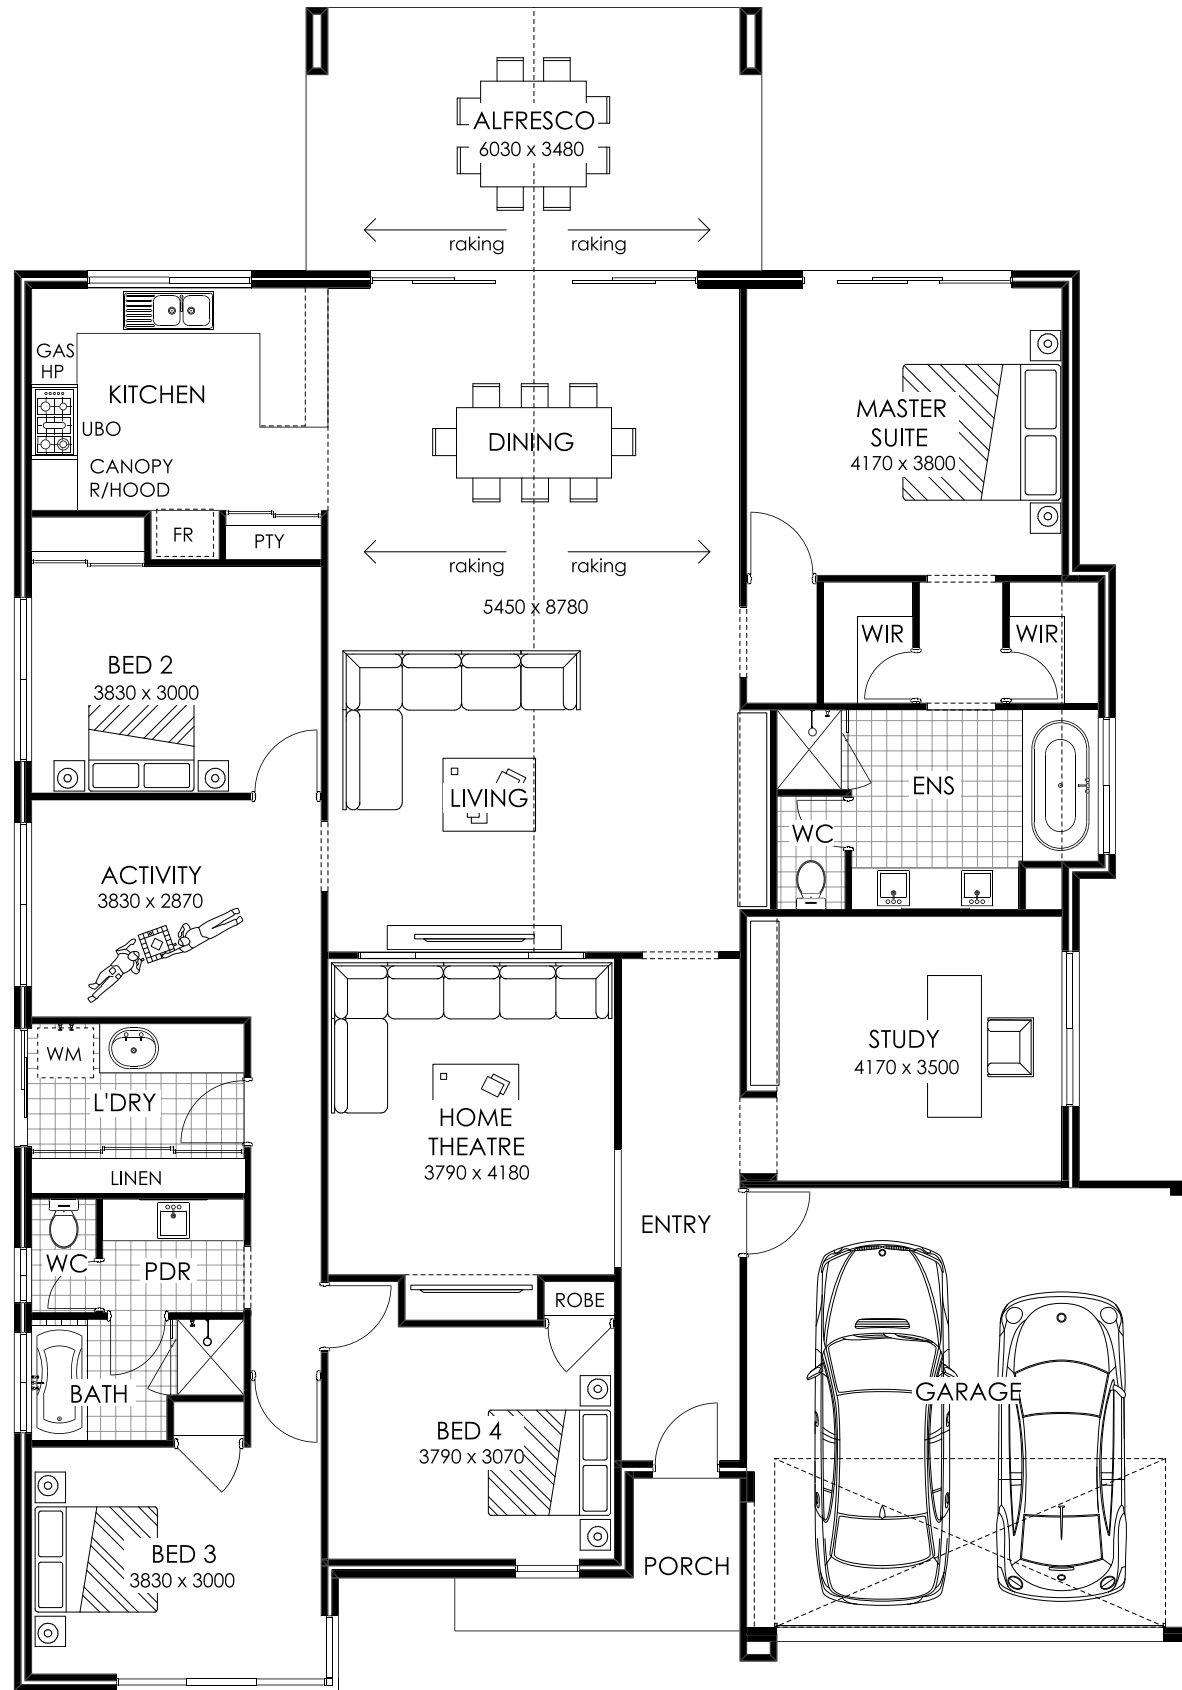 ALFRESCO
6030 x 3480
raking
raking
GAS
HP
KITCHEN
UBO
CANOPY
R/HOOD
FR
PTY
DINING
MASTER
SUITE
4170 x 3800
raking
raking
5450 x 8780
WIR
WIR
BED 2
3830 x 3000
LIVING
ENS
WC
ACTIVITY
3830 x 2870
WM
L'DRY
LINEN
HOME
THEATRE
3790 x 4180
STUDY
4170 x 3500
ENTRY
WC
PDR
ROBE
BATH
GARAGE
BED 4
3790 x 3070
BED 3
3830 x 3000
PORCH